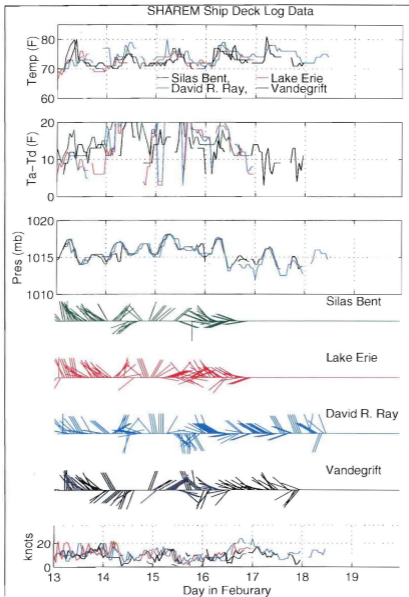 SHAREM Ship Deck Log Data
Temp (F)
80
70
60
Silas Bent, Lake Erie
David R. Ray, Vandegrift
Ta-Td (F)
20
10
0
Pres (mb)
1020
1015
1010
Silas Bent
Lake Erie
David R. Ray
Vandegrift
knots
20
0
13 14 15 16 17 18 19
Day in Feburary